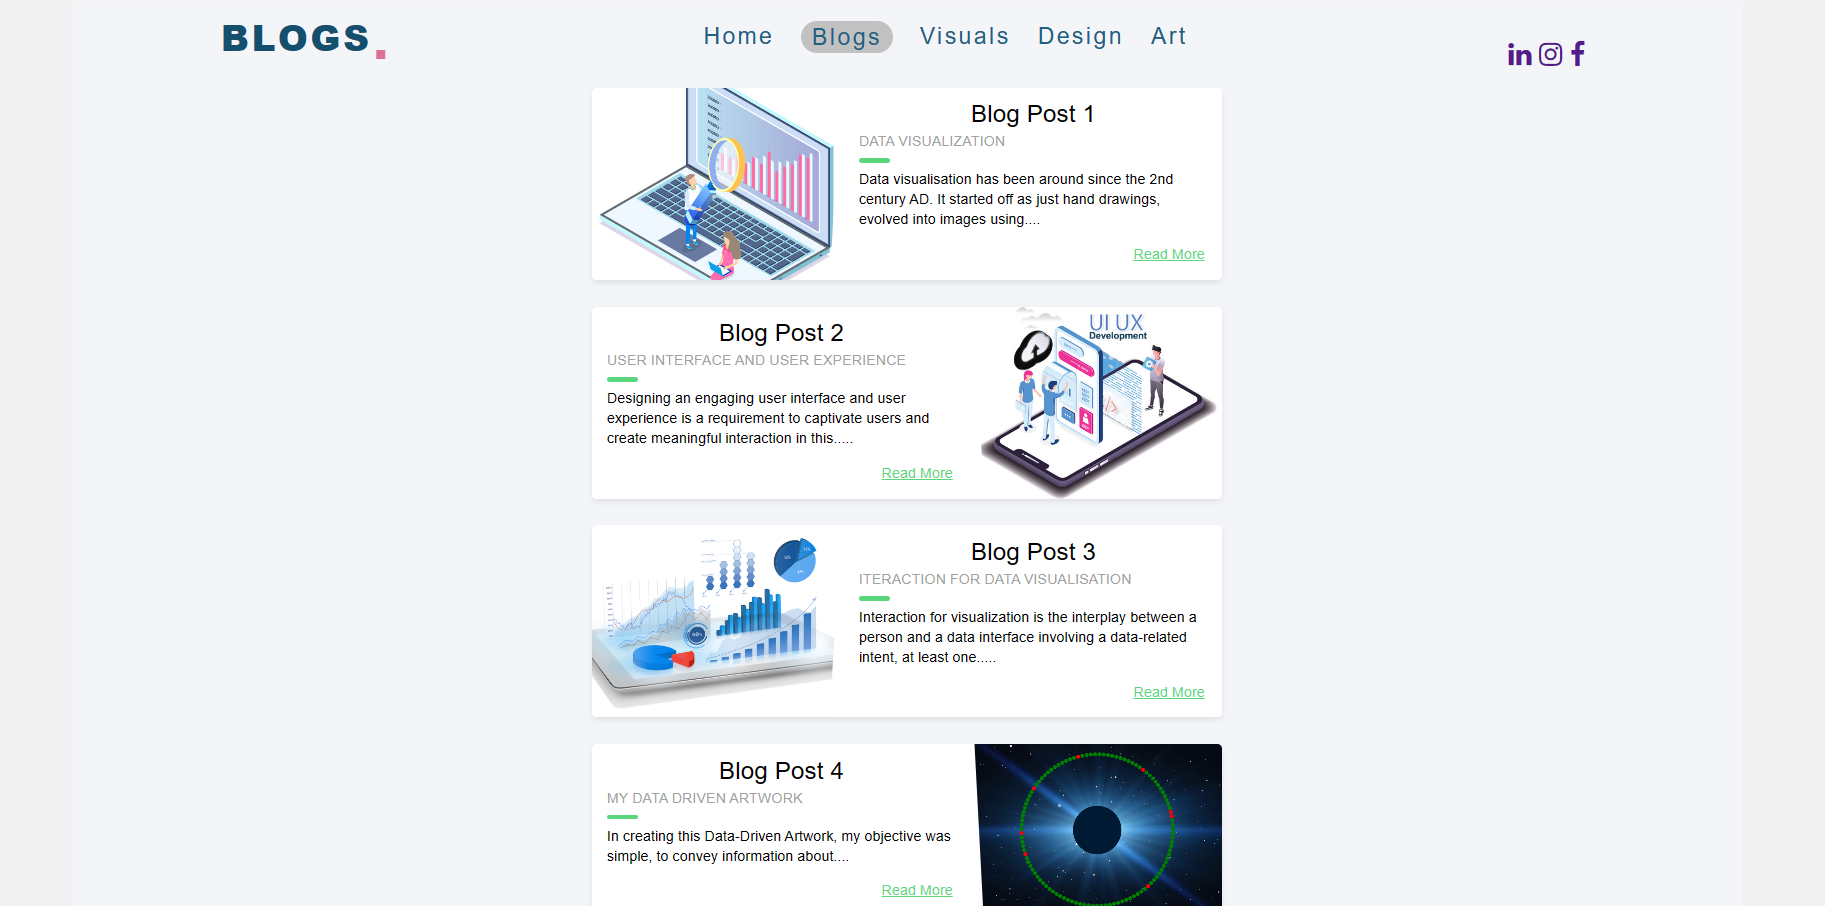 BLOGS.
Home Blogs Visuals Design Art
Blog Post 1
DATA VISUALIZATION
Data visualisation has been around since the 2nd
century AD. It started off as just hand drawings,
evolved into images using....
Read More
Blog Post 2
USER INTERFACE AND USER EXPERIENCE
Designing an engaging user interface and user
experience is a requirement to captivate users and
create meaningful interaction in this.....
Read More
UI UX
Development
Blog Post 3
ITERACTION FOR DATA VISUALISATION
Interaction for visualization is the interplay between a
person and a data interface involving a data-related
intent, at least one.....
Read More
Blog Post 4
MY DATA DRIVEN ARTWORK
In creating this Data-Driven Artwork, my objective was
simple, to convey information about....
Read More